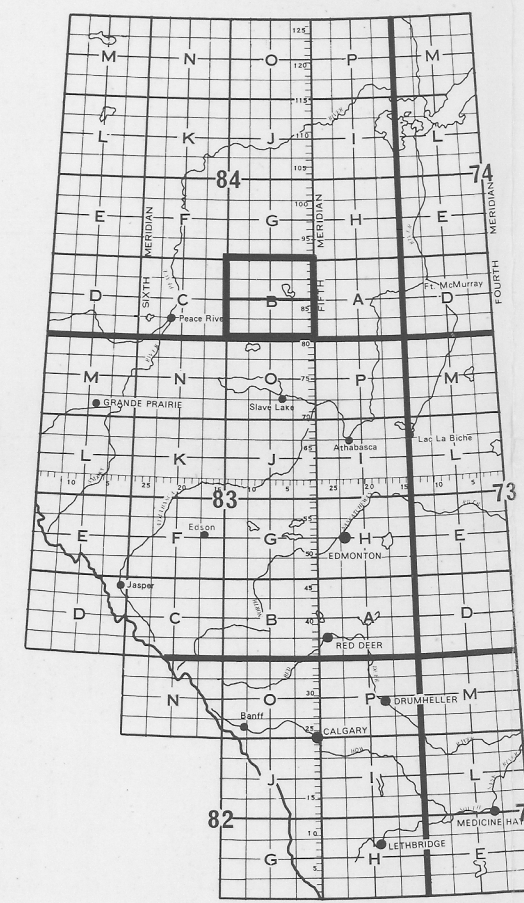 125
M N O P M
120
115
L K J 110 I L
105
84 74
100
E F G H E
SIXTH MERIDIAN
FIFTH MERIDIAN
FOURTH MERIDIAN
95
Ft. McMurray
D C B A D
85
Peace River
80
M N O P M
75
GRANDE PRAIRIE
Slave Lake
70
Athabasca
Lac La Biche
L K J I L
10 5 25 20 15 10 5 25 20 15
83 73
55
E F G H E
Edson
EDMONTON
50
Jasper
45
D C B A D
40
RED DEER
N O P M
30
DRUMHELLER
Banff
25
CALGARY
J I L
15
82 7
MEDICINE HAT
10
LETHBRIDGE
G H E
5